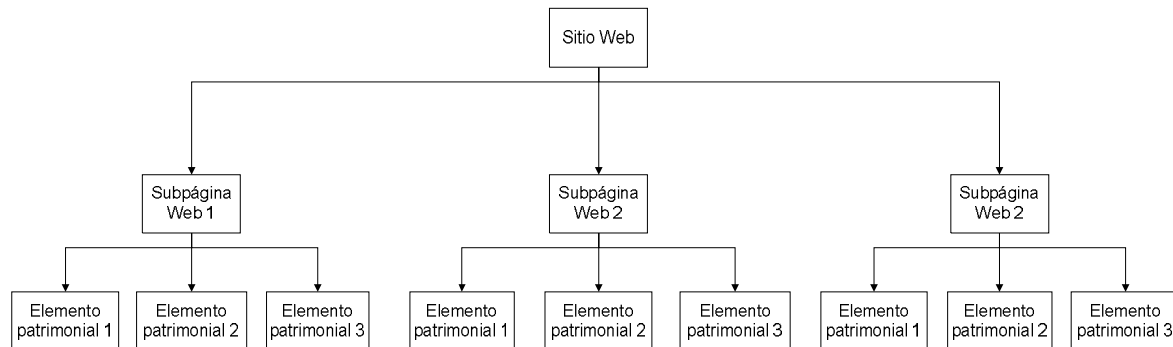 Sitio Web
Subpágina
Web 1
Subpágina
Web 2
Subpágina
Web 2
Elemento
patrimonial 1
Elemento
patrimonial 2
Elemento
patrimonial 3
Elemento
patrimonial 1
Elemento
patrimonial 2
Elemento
patrimonial 3
Elemento
patrimonial 1
Elemento
patrimonial 2
Elemento
patrimonial 3